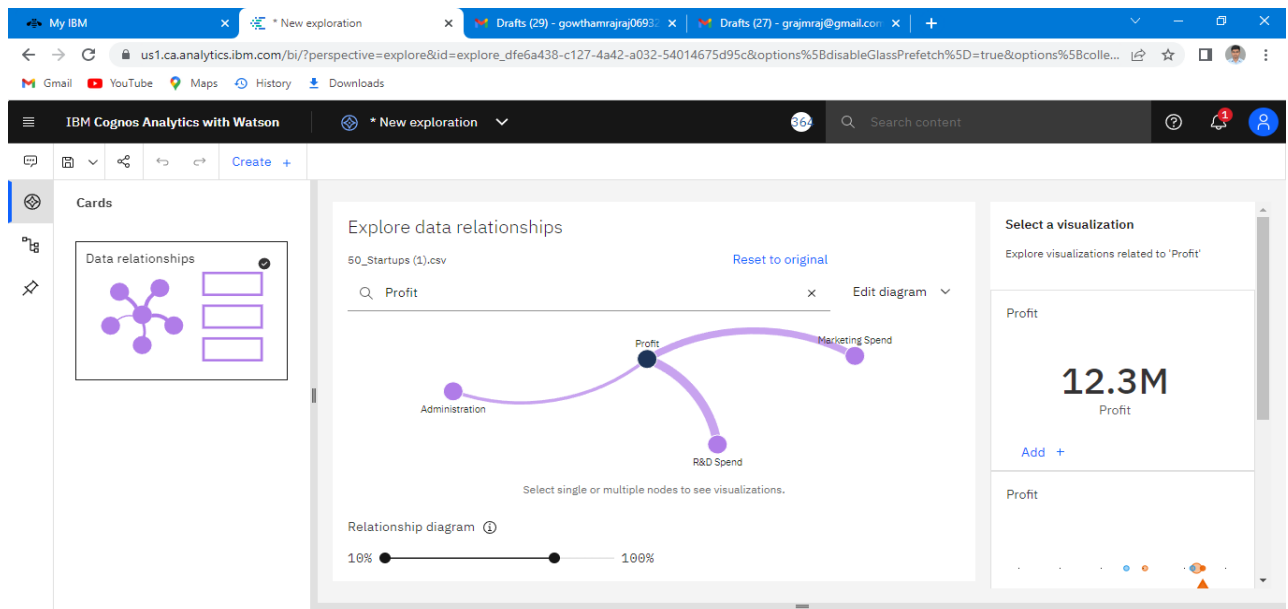 My IBM
* New exploration
Drafts (29) - gowthamrajraj06932
Drafts (27) - grajmraj@gmail.com
us1.ca.analytics.ibm.com/bi/?perspective=explore&id=explore_dfe6a438-c127-4a42-a032-54014675d95c&options%5BdisableGlassPrefetch%5D=true&options%5Bcolle...
Gmail
YouTube
Maps
History
Downloads
IBM Cognos Analytics with Watson
* New exploration
364
Search content
1
Create +
Cards
Data relationships
Explore data relationships
50_Startups (1).csv
Reset to original
Profit
Edit diagram
Profit
Marketing Spend
Administration
R&D Spend
Select single or multiple nodes to see visualizations.
Relationship diagram
10%
100%
Select a visualization
Explore visualizations related to 'Profit'
Profit
12.3M
Profit
Add +
Profit